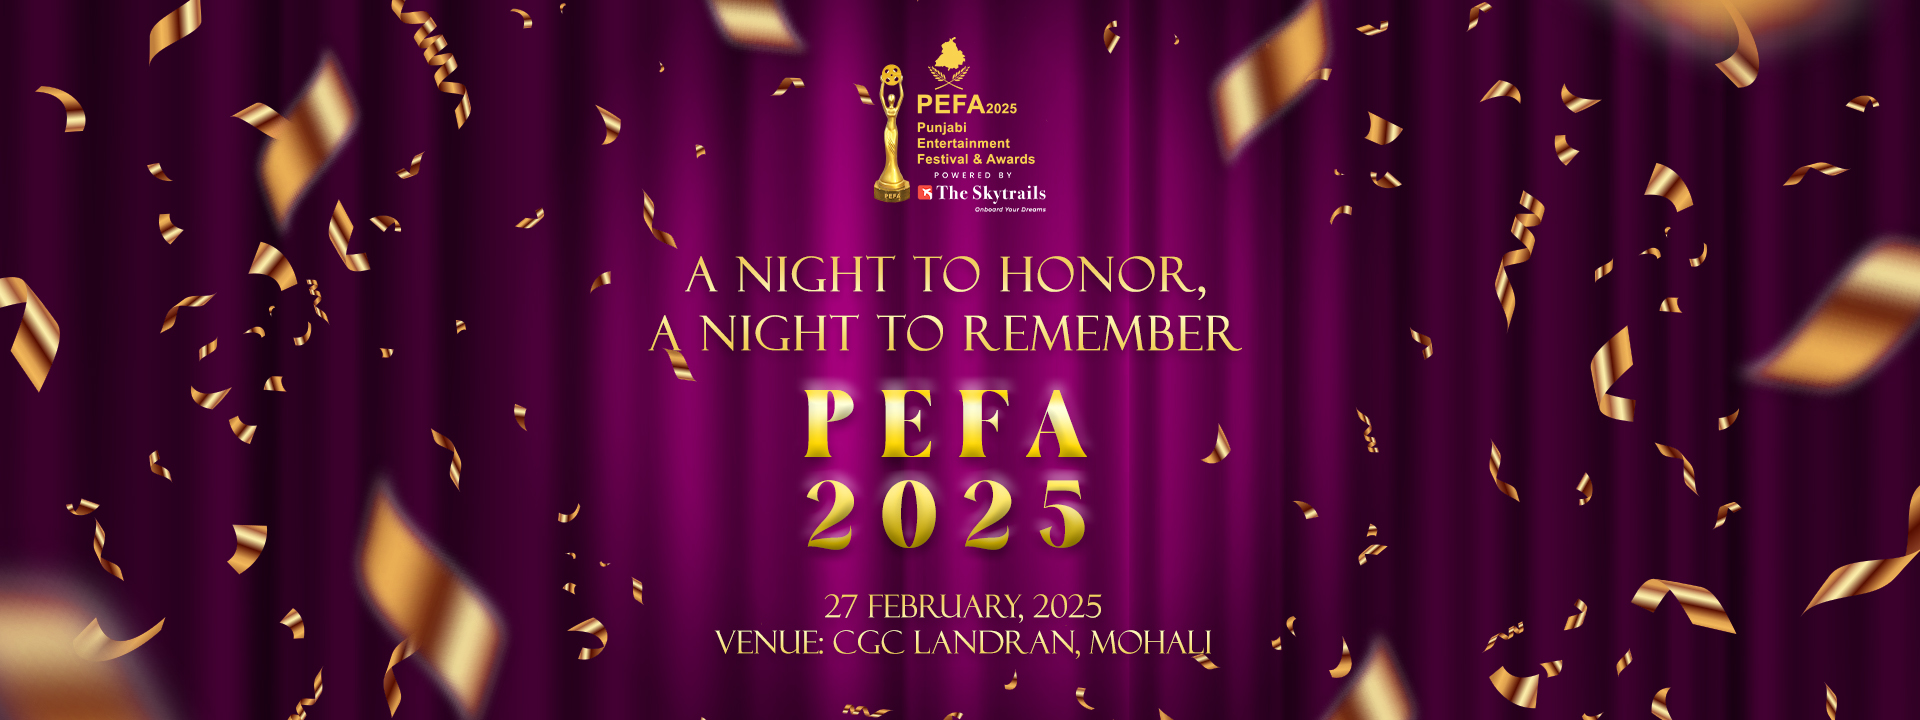 PEFA2025
Punjabi
Entertainment
Festival & Awards
POWERED BY
The Skytrails
Onboard Your Dreams
PEFA
A NIGHT TO HONOR,
A NIGHT TO REMEMBER
PEFA
2025
27 FEBRUARY, 2025
VENUE: CGC LANDRAN, MOHALI